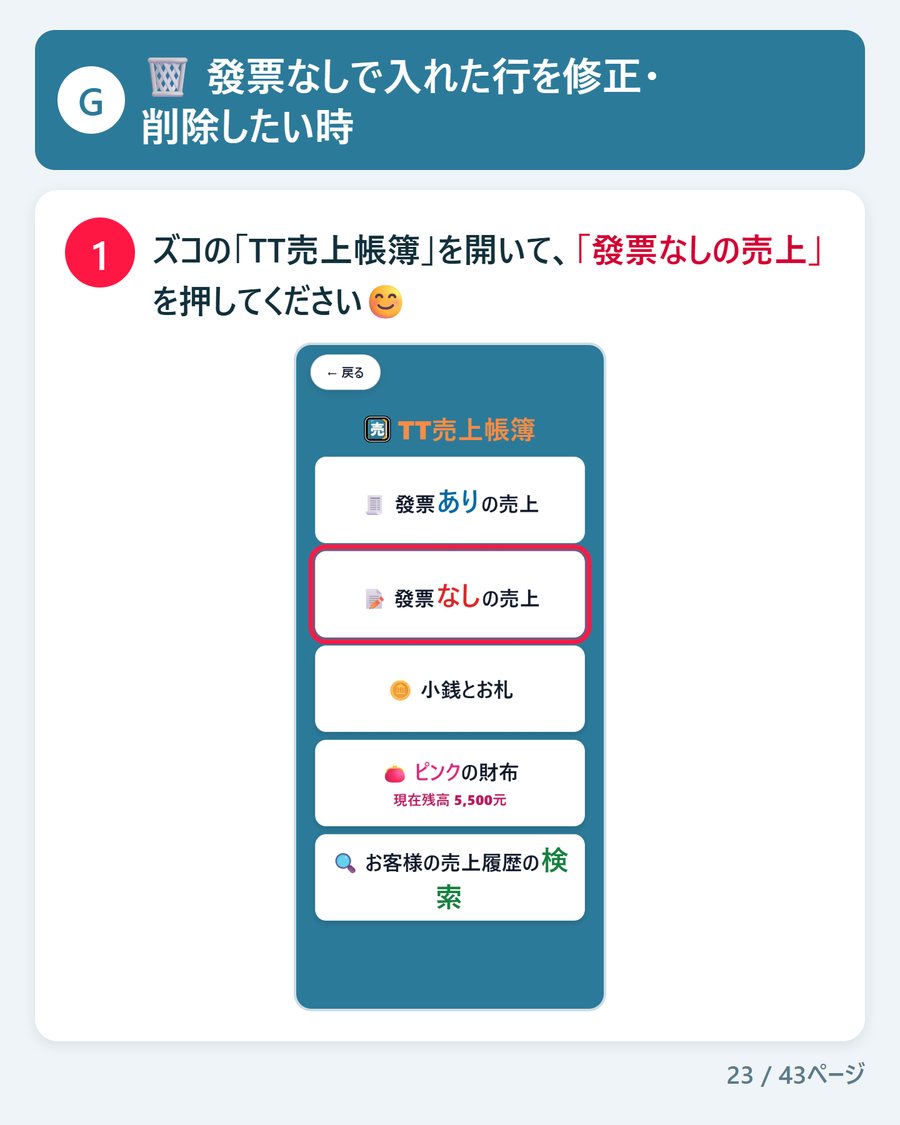 G
🗑️ 發票なしで入れた行を修正・
削除したい時
1
ズコの「TT売上帳簿」を開いて、「發票なしの売上」
を押してください😊
← 戻る
売 TT売上帳簿
🧾 發票ありの売上
📝 發票なしの売上
🪙 小銭とお札
👛 ピンクの財布
現在残高 5,500元
🔍 お客様の売上履歴の検
索
23 / 43ページ